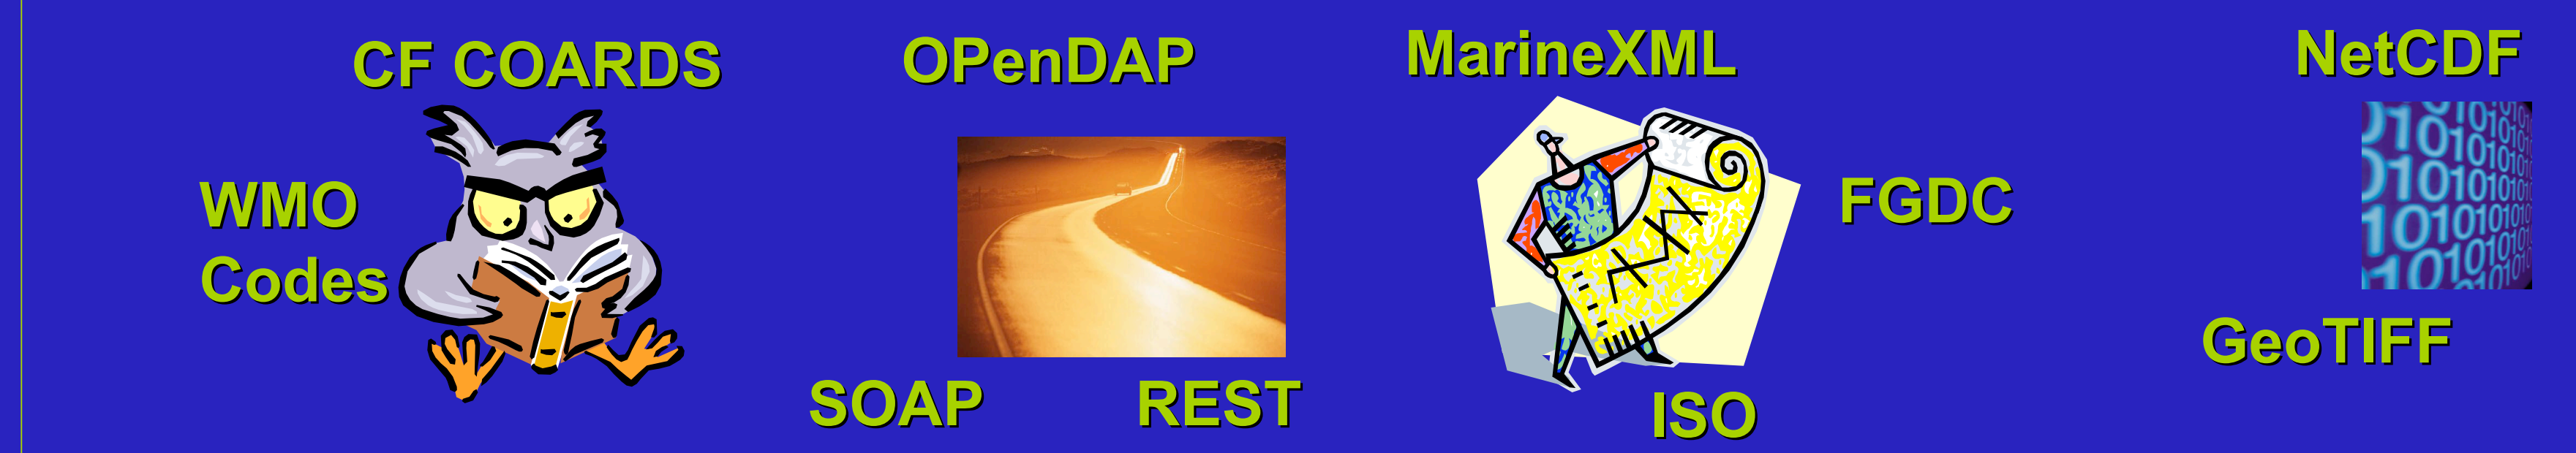 CF COARDS
WMO
Codes
OPenDAP
SOAP
REST
MarineXML
FGDC
ISO
NetCDF
GeoTIFF